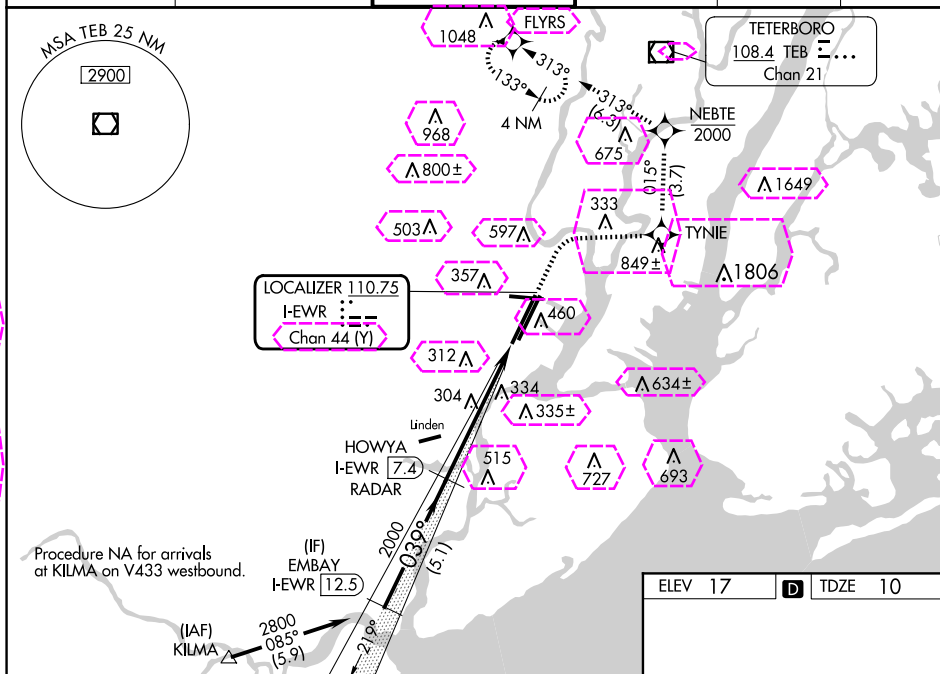 MSA TEB 25 NM
2900
1048
FLYRS
313°
133°
4 NM
313°
(6.3)
TETERBORO
108.4 TEB
Chan 21
NEBTE
2000
968
800±
675
015°
(3.7)
1649
503
597
333
TYNIE
849±
1806
357
LOCALIZER 110.75
I-EWR
Chan 44 (Y)
460
312
304
334
634±
335±
Linden
HOWYA
I-EWR 7.4
RADAR
515
727
693
2000
039°
(5.1)
Procedure NA for arrivals
at KILMA on V433 westbound.
(IF)
EMBAY
I-EWR 12.5
ELEV 17 D TDZE 10
(IAF)
KILMA
2800
085°
(5.9)
219°